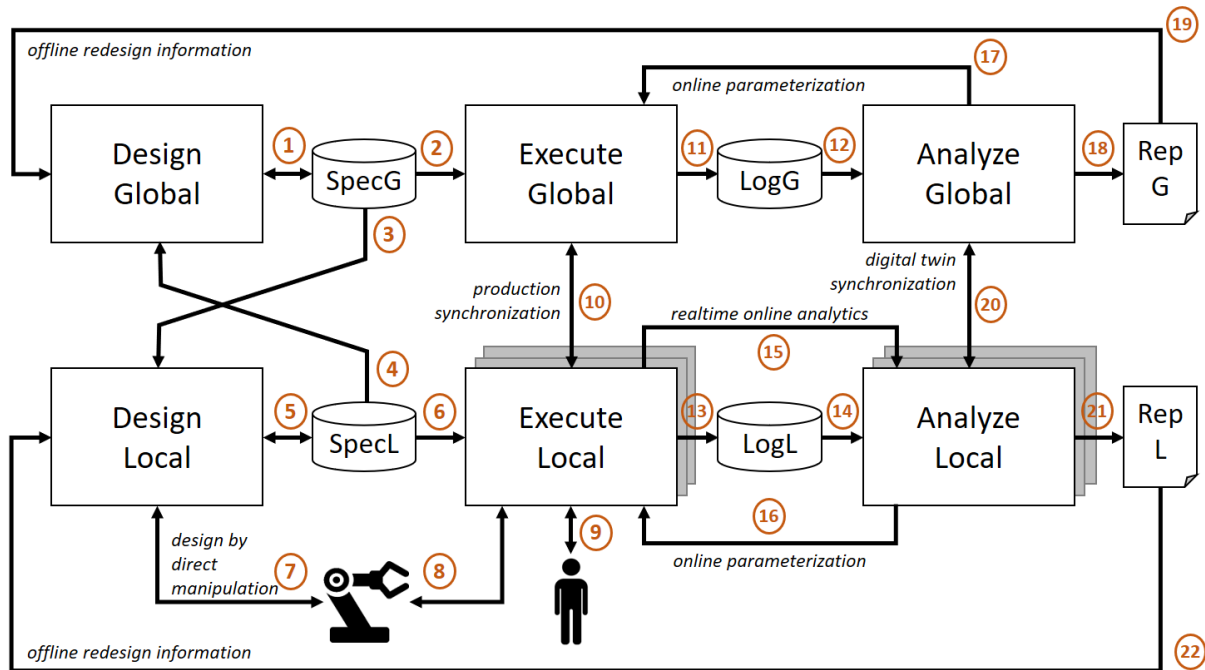 19
offline redesign information
17
online parameterization
Design
Global
1
SpecG
2
Execute
Global
11
LogG
12
Analyze
Global
18
Rep
G
3
production
synchronization
10
digital twin
synchronization
20
realtime online analytics
15
4
Design
Local
5
SpecL
6
Execute
Local
13
LogL
14
Analyze
Local
21
Rep
L
16
online parameterization
9
design by
direct
manipulation
7
8
offline redesign information
22